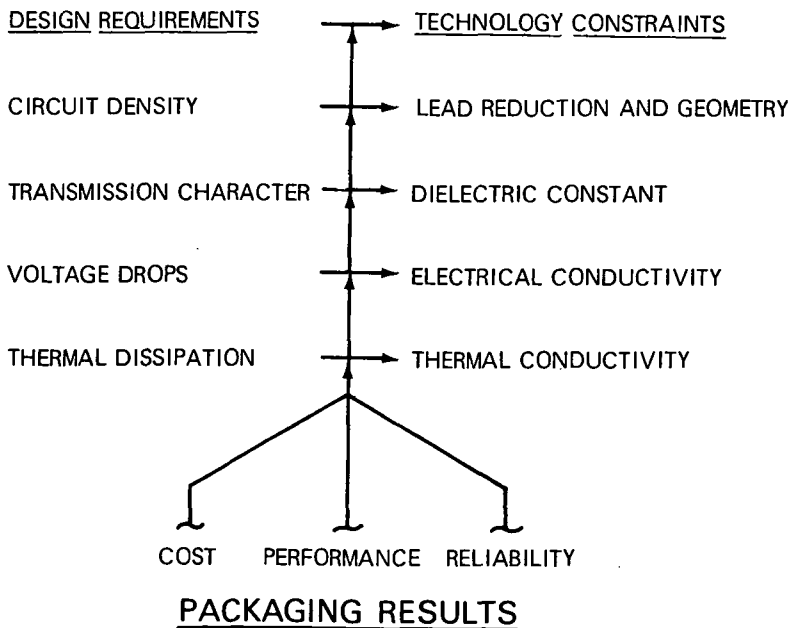 DESIGN REQUIREMENTS TECHNOLOGY CONSTRAINTS
CIRCUIT DENSITY LEAD REDUCTION AND GEOMETRY
TRANSMISSION CHARACTER DIELECTRIC CONSTANT
VOLTAGE DROPS ELECTRICAL CONDUCTIVITY
THERMAL DISSIPATION THERMAL CONDUCTIVITY
COST PERFORMANCE RELIABILITY
PACKAGING RESULTS